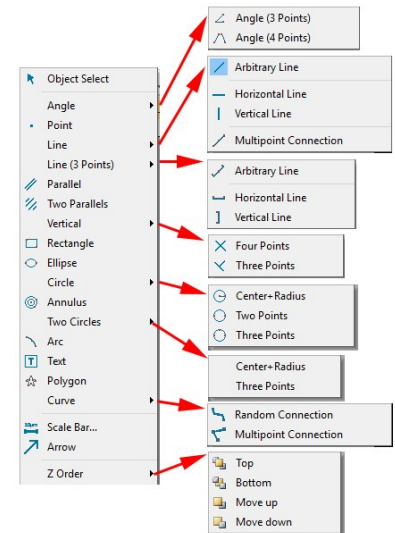 Object Select
Angle
Point
Line
Line (3 Points)
Parallel
Two Parallels
Vertical
Rectangle
Ellipse
Circle
Annulus
Two Circles
Arc
T Text
Polygon
Curve
Scale Bar...
Arrow
Z Order
Angle (3 Points)
Angle (4 Points)
Arbitrary Line
Horizontal Line
Vertical Line
Multipoint Connection
Arbitrary Line
Horizontal Line
Vertical Line
Four Points
Three Points
Center+Radius
Two Points
Three Points
Center+Radius
Three Points
Random Connection
Multipoint Connection
Top
Bottom
Move up
Move down